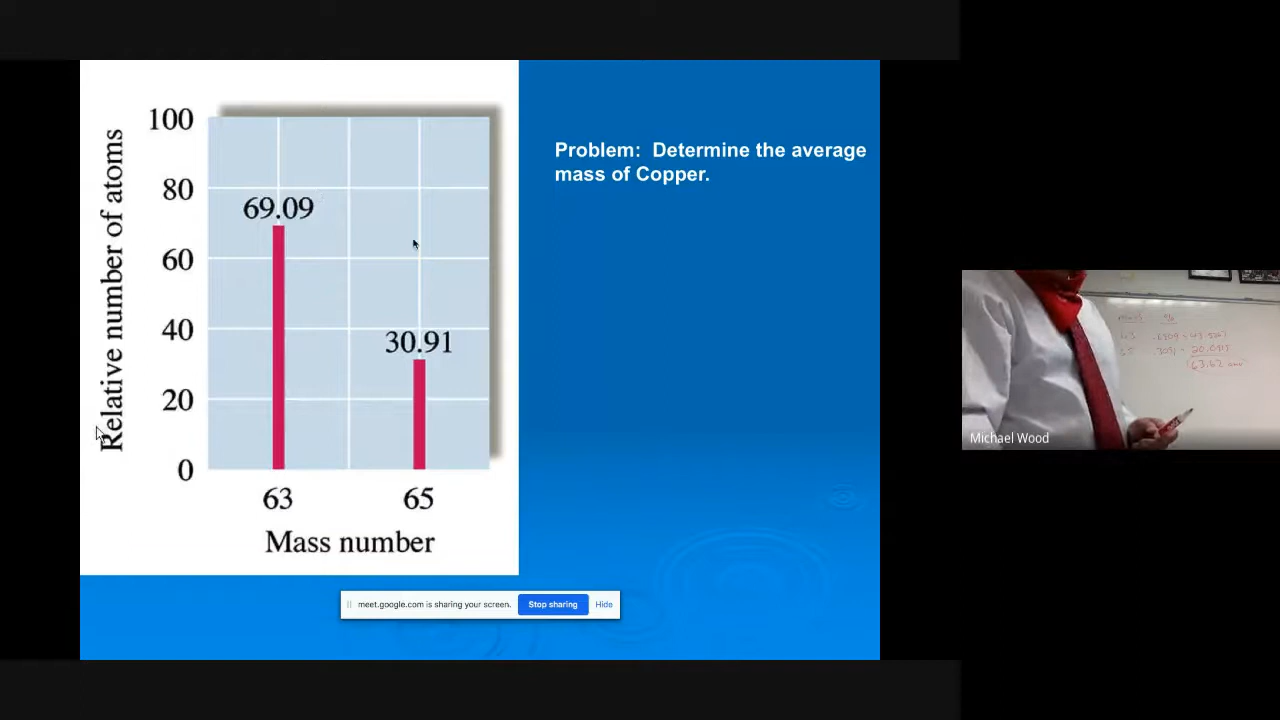 100
80
60
40
20
0
Relative number of atoms
69.09
30.91
63
65
Mass number
Problem: Determine the average
mass of Copper.
meet.google.com is sharing your screen.
Stop sharing
Hide
Michael Wood